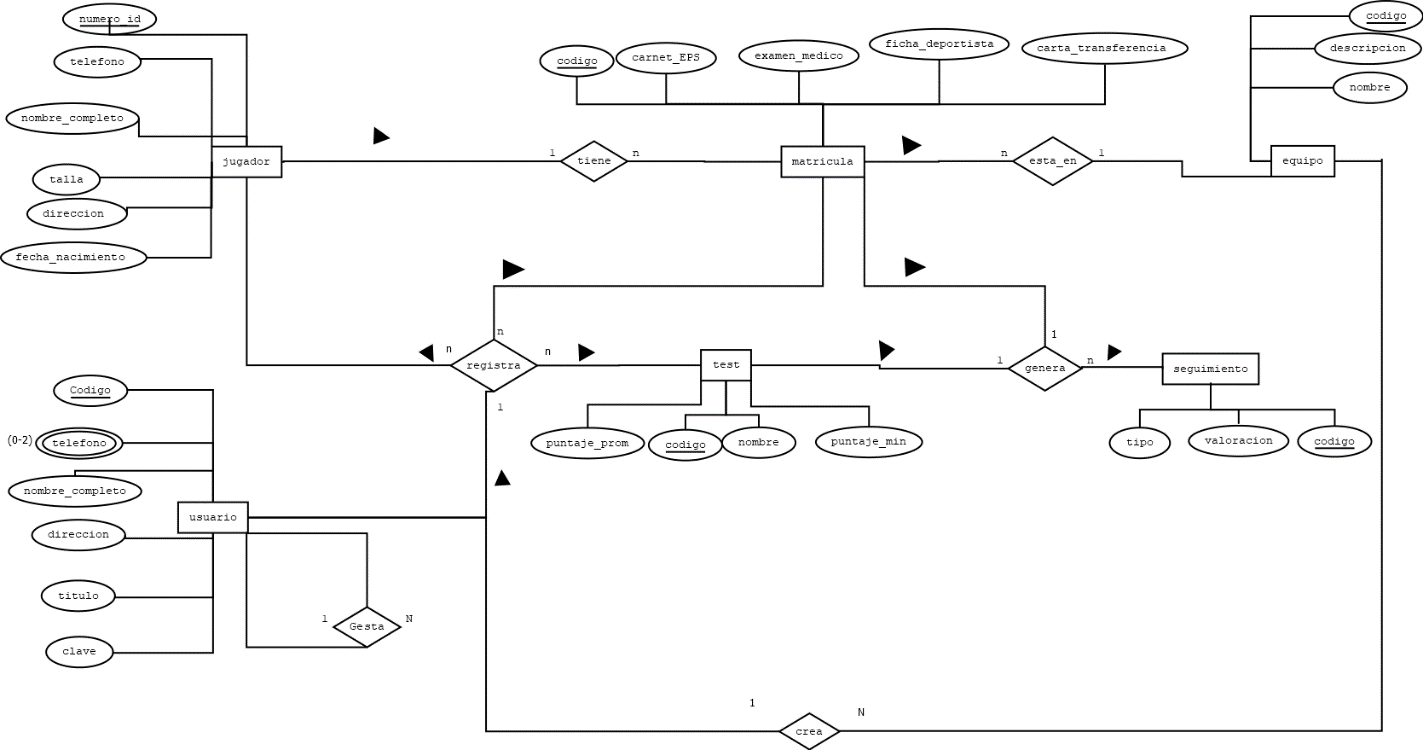 numero_id
telefono
nombre_completo
talla
direccion
fecha_nacimiento
jugador
1
tiene
n
codigo
carnet_EPS
examen_medico
ficha_deportista
carta_transferencia
matricula
n
esta_en
1
equipo
codigo
descripcion
nombre
n
n
registra
n
1
test
puntaje_prom
codigo
nombre
puntaje_min
1
1
genera
n
seguimiento
tipo
valoracion
codigo
Codigo
(0-2)
telefono
nombre_completo
usuario
direccion
titulo
clave
1
Gesta
N
1
crea
N